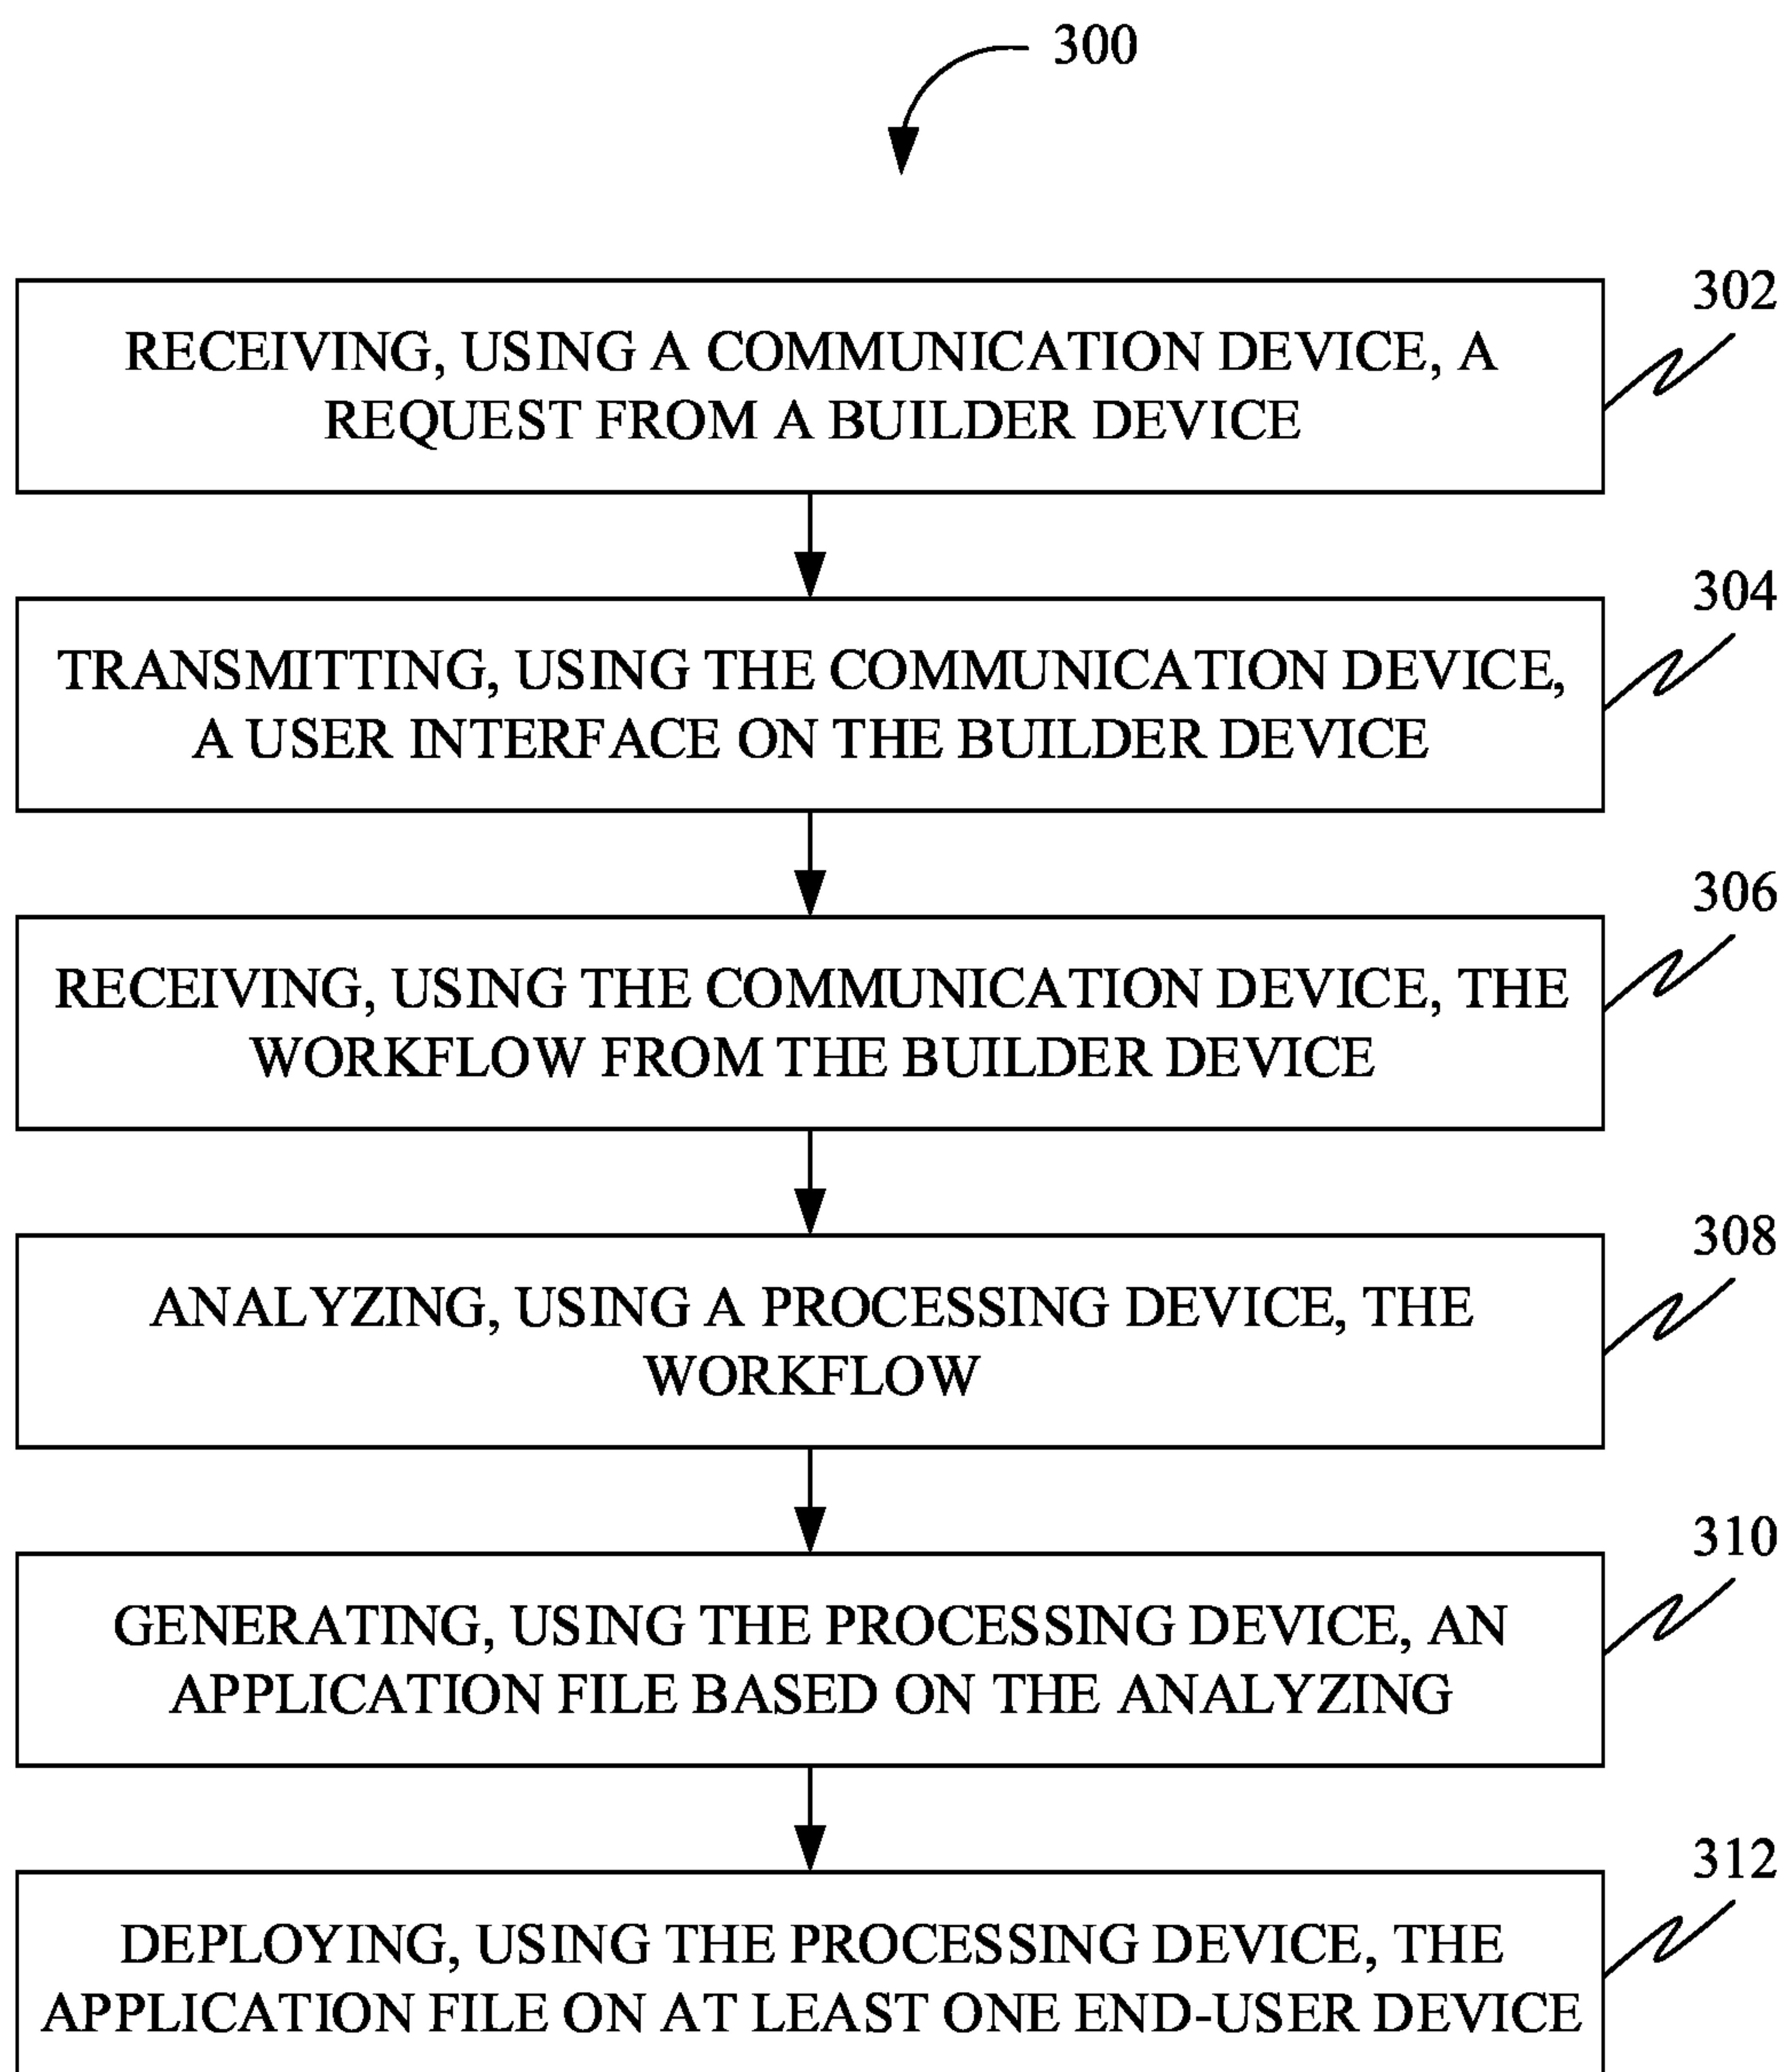 300
302
RECEIVING, USING A COMMUNICATION DEVICE, A
REQUEST FROM A BUILDER DEVICE
304
TRANSMITTING, USING THE COMMUNICATION DEVICE,
A USER INTERFACE ON THE BUILDER DEVICE
306
RECEIVING, USING THE COMMUNICATION DEVICE, THE
WORKFLOW FROM THE BUILDER DEVICE
308
ANALYZING, USING A PROCESSING DEVICE, THE
WORKFLOW
310
GENERATING, USING THE PROCESSING DEVICE, AN
APPLICATION FILE BASED ON THE ANALYZING
312
DEPLOYING, USING THE PROCESSING DEVICE, THE
APPLICATION FILE ON AT LEAST ONE END-USER DEVICE